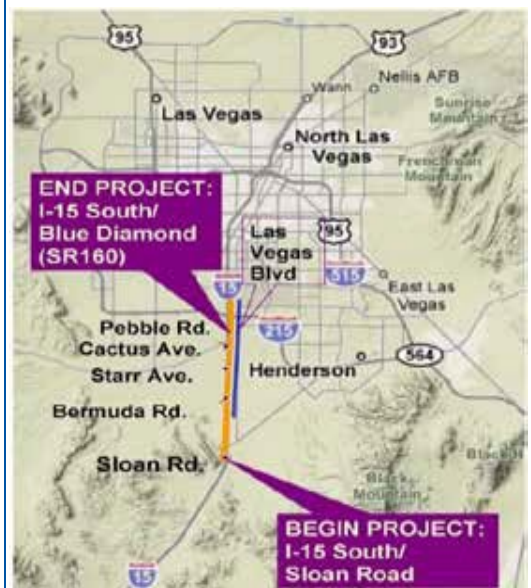 95
93
Wann
Nellis AFB
Las Vegas
Sunrise
Mountain
North Las
Vegas
Frenchman
Mountain
END PROJECT:
I-15 South/
Blue Diamond
(SR160)
Las
Vegas
Blvd
95
15
515
East Las
Vegas
215
Pebble Rd.
Cactus Ave.
Starr Ave.
Henderson
564
Bermuda Rd.
Sloan Rd.
Black
Mountain
BEGIN PROJECT:
I-15 South/
Sloan Road
15